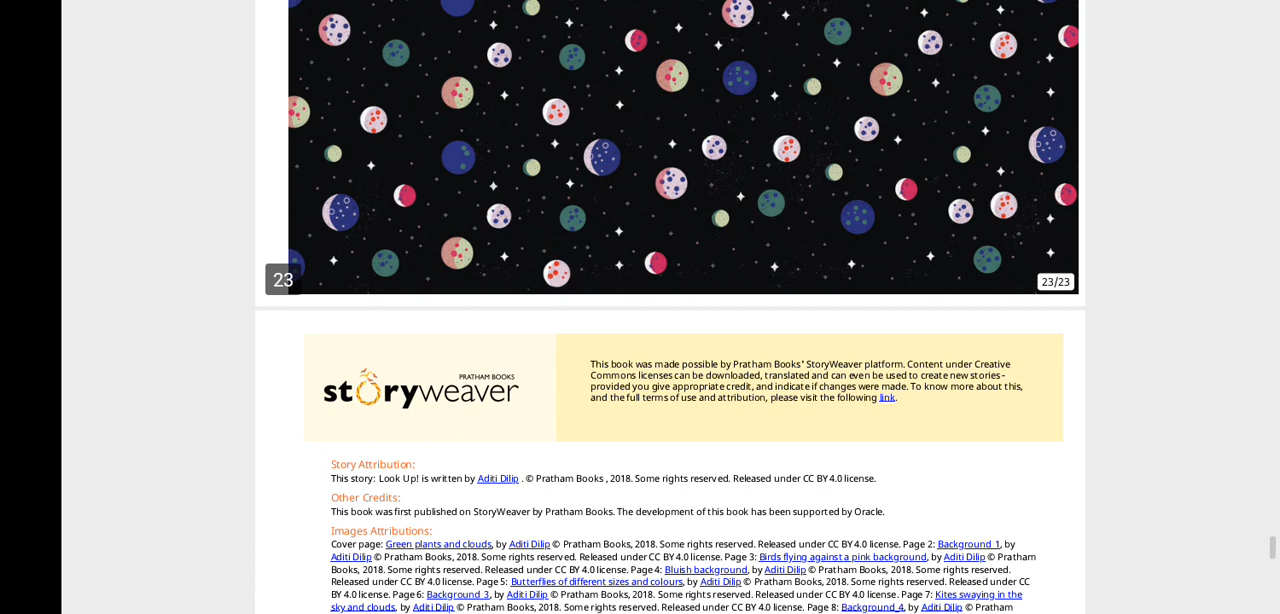 23
23/23
PRATHAM BOOKS
storyweaver
This book was made possible by Pratham Books' StoryWeaver platform. Content under Creative
Commons licenses can be downloaded, translated and can even be used to create new stories -
provided you give appropriate credit, and indicate if changes were made. To know more about this,
and the full terms of use and attribution, please visit the following link.
Story Attribution:
This story: Look Up! is written by Aditi Dilip . © Pratham Books , 2018. Some rights reserved. Released under CC BY 4.0 license.
Other Credits:
This book was first published on StoryWeaver by Pratham Books. The development of this book has been supported by Oracle.
Images Attributions:
Cover page: Green plants and clouds, by Aditi Dilip © Pratham Books, 2018. Some rights reserved. Released under CC BY 4.0 license. Page 2: Background_1, by
Aditi Dilip © Pratham Books, 2018. Some rights reserved. Released under CC BY 4.0 license. Page 3: Birds flying against a pink background, by Aditi Dilip © Pratham
Books, 2018. Some rights reserved. Released under CC BY 4.0 license. Page 4: Bluish background, by Aditi Dilip © Pratham Books, 2018. Some rights reserved.
Released under CC BY 4.0 license. Page 5: Butterflies of different sizes and colours, by Aditi Dilip © Pratham Books, 2018. Some rights reserved. Released under CC
BY 4.0 license. Page 6: Background_3, by Aditi Dilip © Pratham Books, 2018. Some rights reserved. Released under CC BY 4.0 license. Page 7: Kites swaying in the
sky and clouds, by Aditi Dilip © Pratham Books, 2018. Some rights reserved. Released under CC BY 4.0 license. Page 8: Background_4, by Aditi Dilip © Pratham